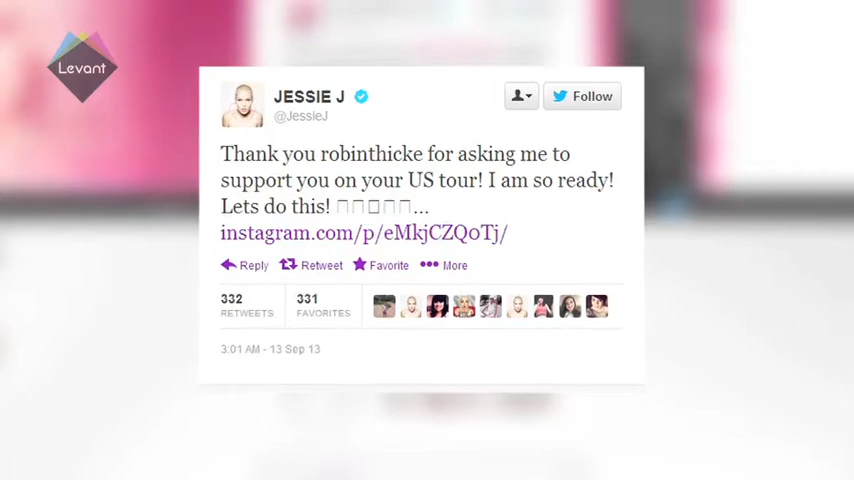 Levant
JESSIE J
@JessieJ
Follow
Thank you robinthicke for asking me to
support you on your US tour! I am so ready!
Lets do this! □□□□□...
instagram.com/p/eMkjCZQ0Tj/
Reply Retweet Favorite More
332 331
RETWEETS FAVORITES
3:01 AM - 13 Sep 13